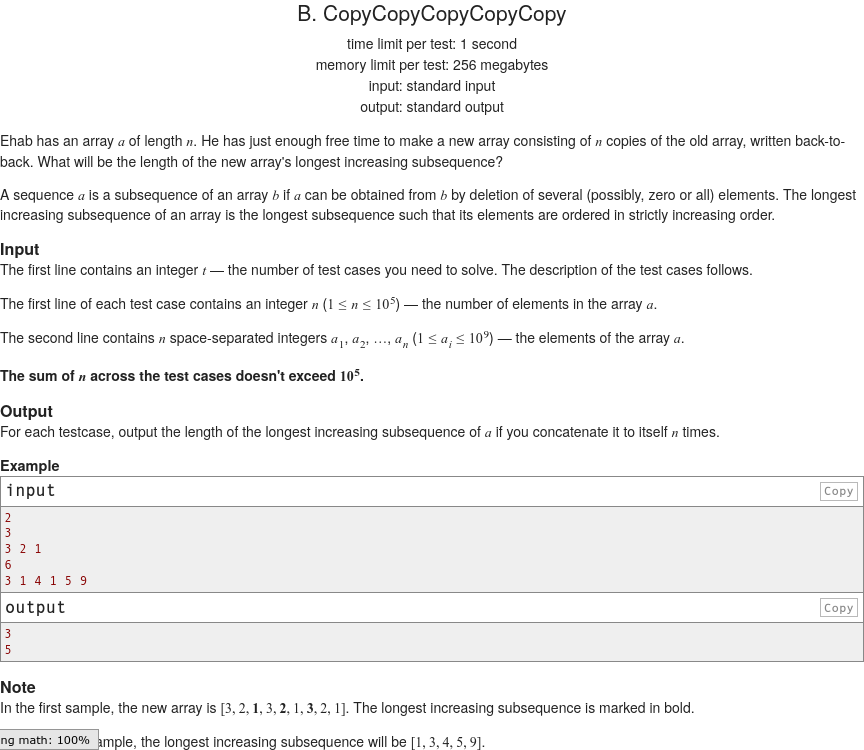 B. CopyCopyCopyCopyCopy
time limit per test: 1 second
memory limit per test: 256 megabytes
input: standard input
output: standard output
Ehab has an array a of length n. He has just enough free time to make a new array consisting of n copies of the old array, written back-to-
back. What will be the length of the new array's longest increasing subsequence?
A sequence a is a subsequence of an array b if a can be obtained from b by deletion of several (possibly, zero or all) elements. The longest
increasing subsequence of an array is the longest subsequence such that its elements are ordered in strictly increasing order.
Input
The first line contains an integer t — the number of test cases you need to solve. The description of the test cases follows.
The first line of each test case contains an integer n (1 ≤ n ≤ 10^5) — the number of elements in the array a.
The second line contains n space-separated integers a_1, a_2, …, a_n (1 ≤ a_i ≤ 10^9) — the elements of the array a.
The sum of n across the test cases doesn't exceed 10^5.
Output
For each testcase, output the length of the longest increasing subsequence of a if you concatenate it to itself n times.
Example
input Copy
2
3
3 2 1
6
3 1 4 1 5 9
output Copy
3
5
Note
In the first sample, the new array is [3, 2, 1, 3, 2, 1, 3, 2, 1]. The longest increasing subsequence is marked in bold.
ng math: 100% ample, the longest increasing subsequence will be [1, 3, 4, 5, 9].